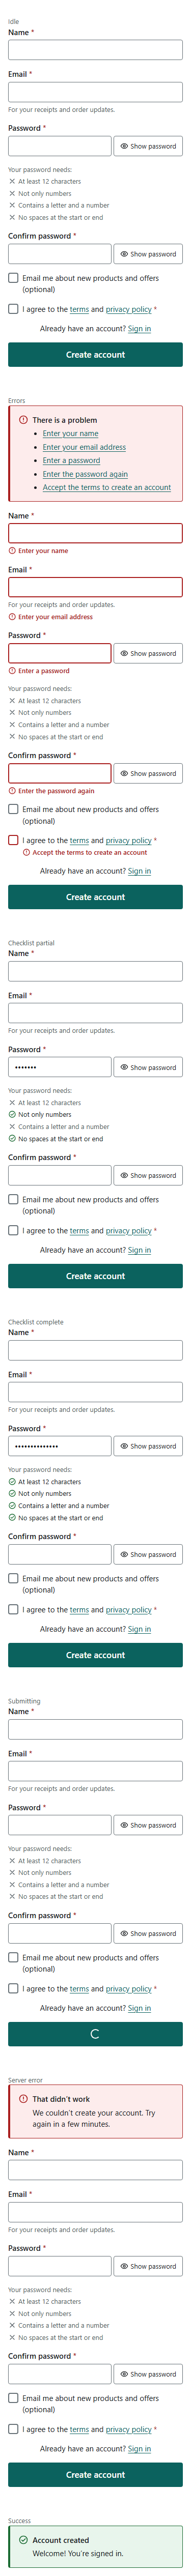 Idle
Name *
Email *
For your receipts and order updates.
Password *
Show password
Your password needs:
At least 12 characters
Not only numbers
Contains a letter and a number
No spaces at the start or end
Confirm password *
Show password
Email me about new products and offers
(optional)
I agree to the terms and privacy policy *
Already have an account? Sign in
Create account
Errors
There is a problem
Enter your name
Enter your email address
Enter a password
Enter the password again
Accept the terms to create an account
Name *
Enter your name
Email *
For your receipts and order updates.
Enter your email address
Password *
Show password
Enter a password
Your password needs:
At least 12 characters
Not only numbers
Contains a letter and a number
No spaces at the start or end
Confirm password *
Show password
Enter the password again
Email me about new products and offers
(optional)
I agree to the terms and privacy policy *
Accept the terms to create an account
Already have an account? Sign in
Create account
Checklist partial
Name *
Email *
For your receipts and order updates.
Password *
•••••••
Show password
Your password needs:
At least 12 characters
Not only numbers
Contains a letter and a number
No spaces at the start or end
Confirm password *
Show password
Email me about new products and offers
(optional)
I agree to the terms and privacy policy *
Already have an account? Sign in
Create account
Checklist complete
Name *
Email *
For your receipts and order updates.
Password *
••••••••••••••
Show password
Your password needs:
At least 12 characters
Not only numbers
Contains a letter and a number
No spaces at the start or end
Confirm password *
Show password
Email me about new products and offers
(optional)
I agree to the terms and privacy policy *
Already have an account? Sign in
Create account
Submitting
Name *
Email *
For your receipts and order updates.
Password *
Show password
Your password needs:
At least 12 characters
Not only numbers
Contains a letter and a number
No spaces at the start or end
Confirm password *
Show password
Email me about new products and offers
(optional)
I agree to the terms and privacy policy *
Already have an account? Sign in
Server error
That didn't work
We couldn't create your account. Try
again in a few minutes.
Name *
Email *
For your receipts and order updates.
Password *
Show password
Your password needs:
At least 12 characters
Not only numbers
Contains a letter and a number
No spaces at the start or end
Confirm password *
Show password
Email me about new products and offers
(optional)
I agree to the terms and privacy policy *
Already have an account? Sign in
Create account
Success
Account created
Welcome! You're signed in.